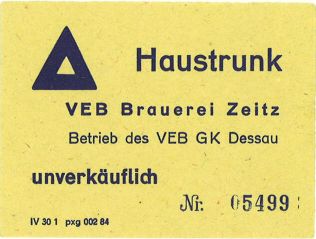 Haustrunk
VEB Brauerei Zeitz
Betrieb des VEB GK Dessau
unverkäuflich
Nr. 05499
IV 30 1 pxg 002 84